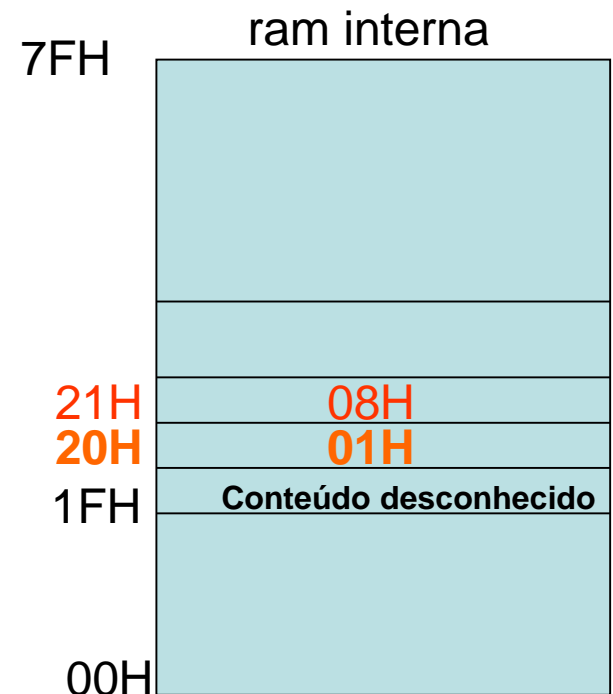 ram interna
7FH
21H 08H
20H 01H
1FH Conteúdo desconhecido
00H